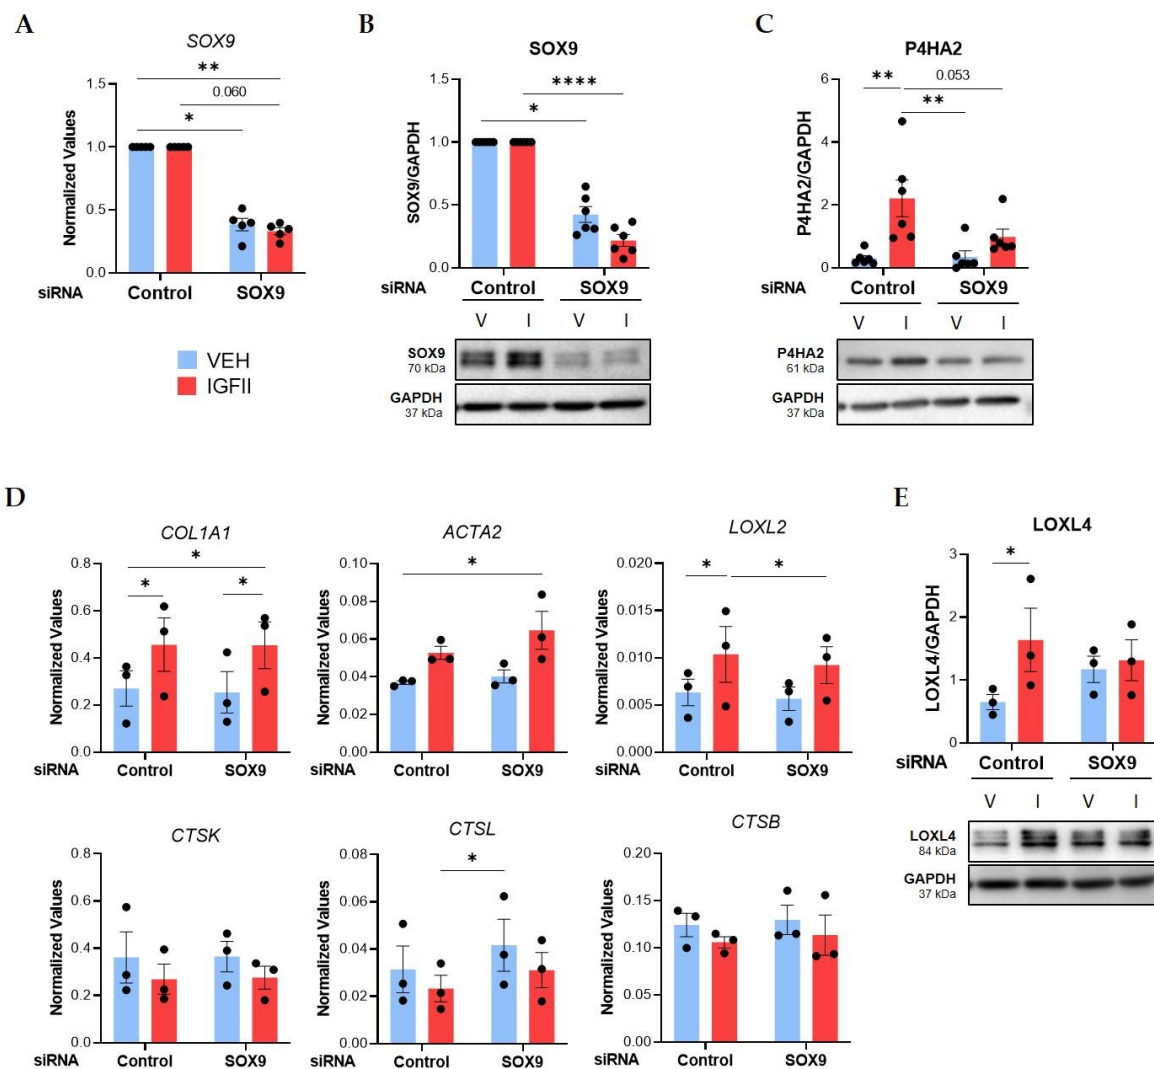 A
SOX9
**
0.060
*
Normalized Values
1.5
1.0
0.5
0.0
siRNA Control SOX9
VEH
IGFII
B
SOX9
****
*
SOX9/GAPDH
1.5
1.0
0.5
0.0
siRNA Control SOX9
V I V I
SOX9
70 kDa
GAPDH
37 kDa
C
P4HA2
** 0.053
**
P4HA2/GAPDH
6
4
2
0
siRNA Control SOX9
V I V I
P4HA2
61 kDa
GAPDH
37 kDa
D
COL1A1
*
* *
Normalized Values
0.8
0.6
0.4
0.2
0.0
siRNA Control SOX9
ACTA2
*
Normalized Values
0.10
0.08
0.06
0.04
0.02
0.00
siRNA Control SOX9
LOXL2
* *
Normalized Values
0.020
0.015
0.010
0.005
0.000
siRNA Control SOX9
CTSK
Normalized Values
0.8
0.6
0.4
0.2
0.0
siRNA Control SOX9
CTSL
*
Normalized Values
0.08
0.06
0.04
0.02
0.00
siRNA Control SOX9
CTSB
Normalized Values
0.20
0.15
0.10
0.05
0.00
siRNA Control SOX9
E
LOXL4
*
LOXL4/GAPDH
3
2
1
0
siRNA Control SOX9
V I V I
LOXL4
84 kDa
GAPDH
37 kDa